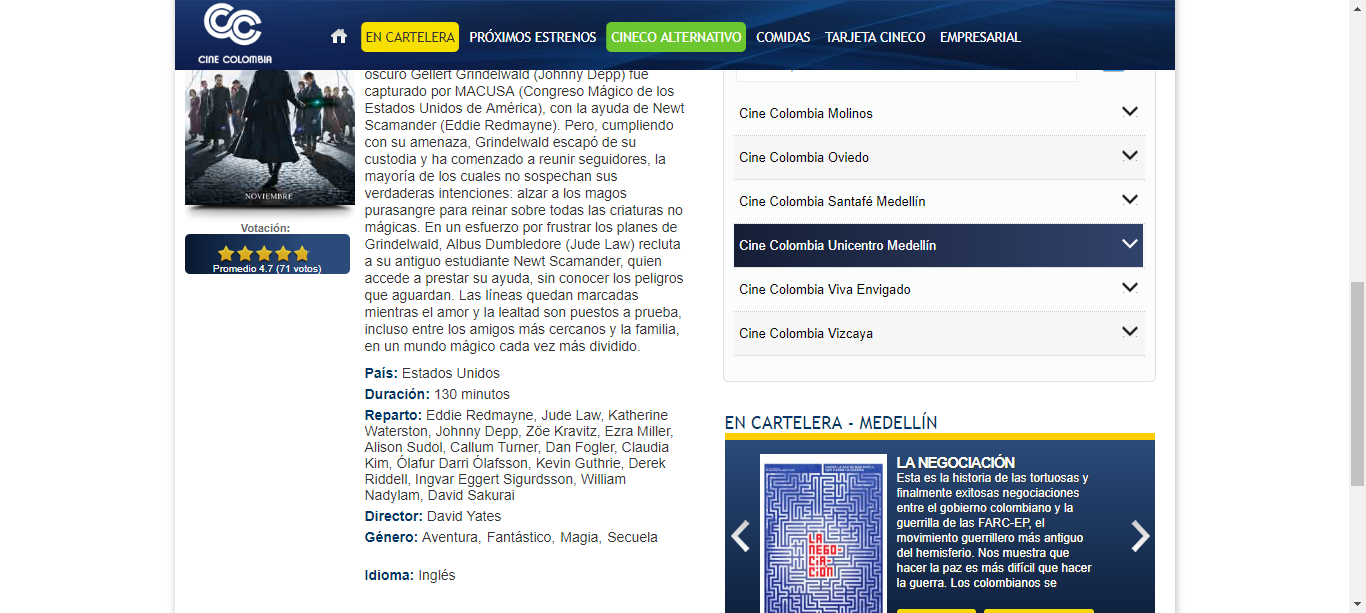 CINE COLOMBIA
EN CARTELERA
PRÓXIMOS ESTRENOS
CINECO ALTERNATIVO
COMIDAS
TARJETA CINECO
EMPRESARIAL
NOVIEMBRE
Votación:
Promedio 4.7 (71 votos)
oscuro Gellert Grindelwald (Johnny Depp) fue
capturado por MACUSA (Congreso Mágico de los
Estados Unidos de América), con la ayuda de Newt
Scamander (Eddie Redmayne). Pero, cumpliendo
con su amenaza, Grindelwald escapó de su
custodia y ha comenzado a reunir seguidores, la
mayoría de los cuales no sospechan sus
verdaderas intenciones: alzar a los magos
purasangre para reinar sobre todas las criaturas no
mágicas. En un esfuerzo por frustrar los planes de
Grindelwald, Albus Dumbledore (Jude Law) recluta
a su antiguo estudiante Newt Scamander, quien
accede a prestar su ayuda, sin conocer los peligros
que aguardan. Las líneas quedan marcadas
mientras el amor y la lealtad son puestos a prueba,
incluso entre los amigos más cercanos y la familia,
en un mundo mágico cada vez más dividido.
País: Estados Unidos
Duración: 130 minutos
Reparto: Eddie Redmayne, Jude Law, Katherine
Waterston, Johnny Depp, Zöe Kravitz, Ezra Miller,
Alison Sudol, Callum Turner, Dan Fogler, Claudia
Kim, Ólafur Darri Ólafsson, Kevin Guthrie, Derek
Riddell, Ingvar Eggert Sigurdsson, William
Nadylam, David Sakurai
Director: David Yates
Género: Aventura, Fantástico, Magia, Secuela
Idioma: Inglés
Cine Colombia Molinos
Cine Colombia Oviedo
Cine Colombia Santafé Medellín
Cine Colombia Unicentro Medellín
Cine Colombia Viva Envigado
Cine Colombia Vizcaya
EN CARTELERA - MEDELLÍN
LA
NEGO-
CIA-
CIÓN
LA NEGOCIACIÓN
Esta es la historia de las tortuosas y
finalmente exitosas negociaciones
entre el gobierno colombiano y la
guerrilla de las FARC-EP, el
movimiento guerrillero más antiguo
del hemisferio. Nos muestra que
hacer la paz es más difícil que hacer
la guerra. Los colombianos se